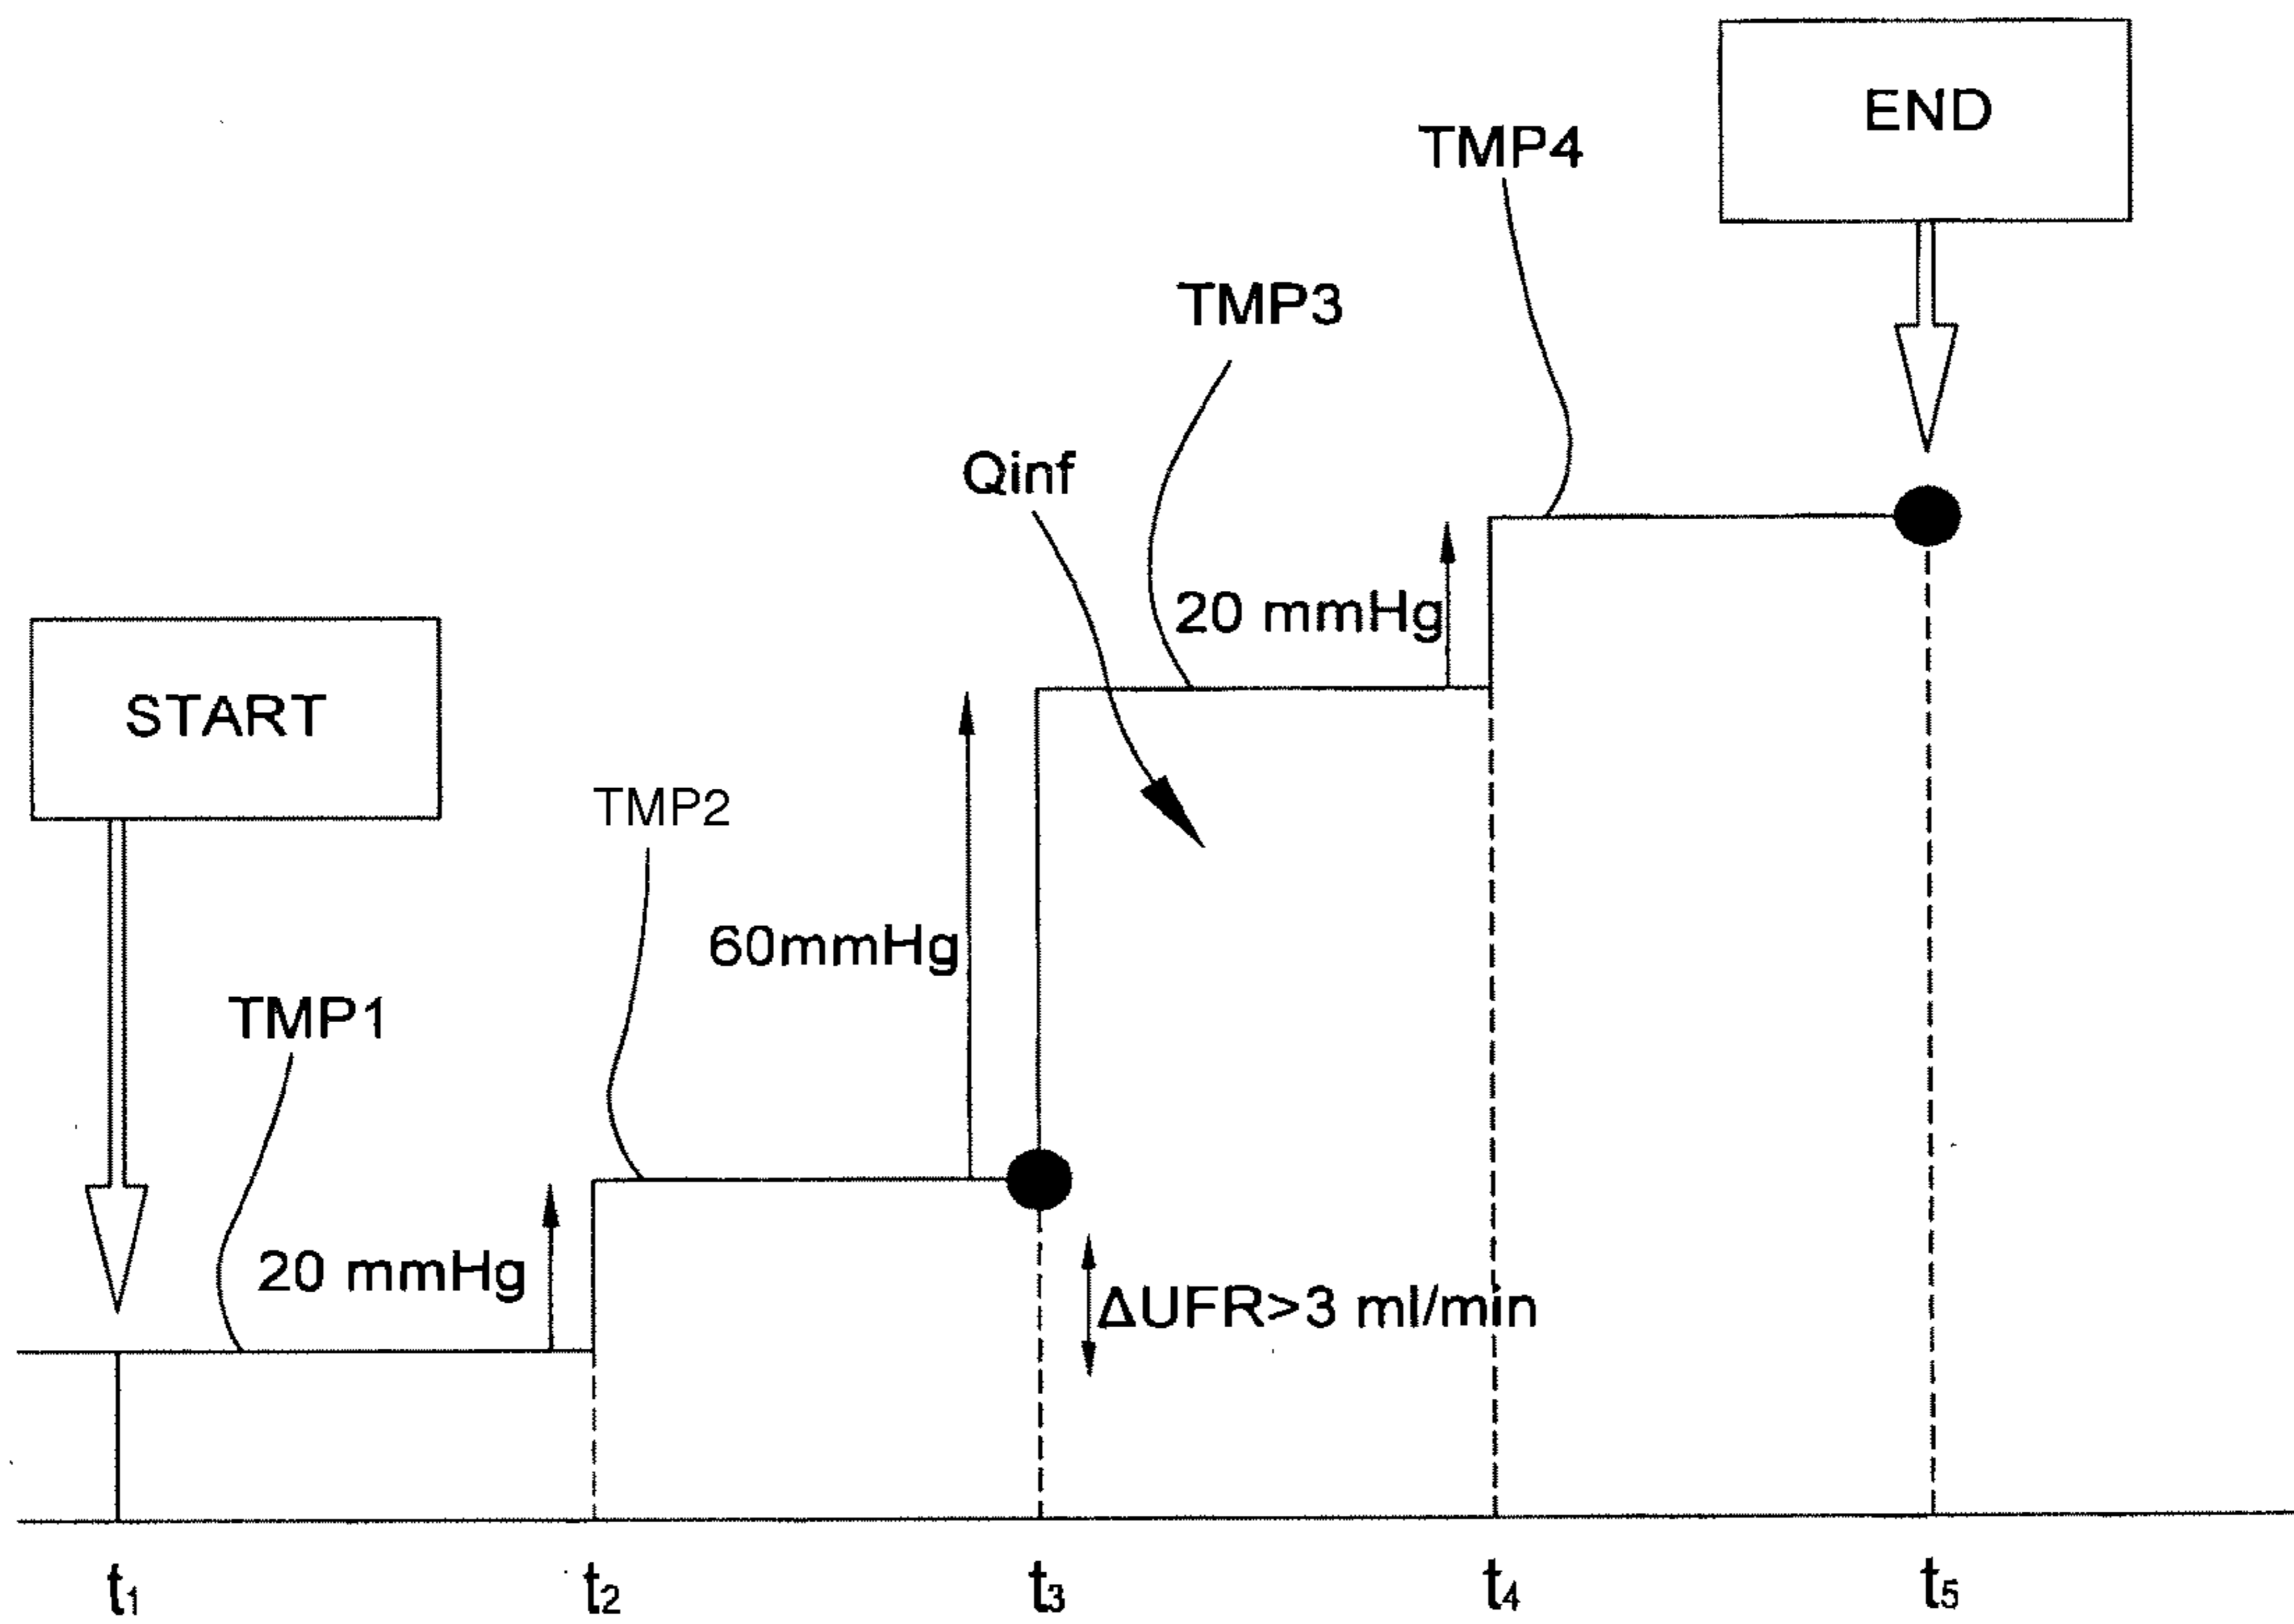 END
TMP4
TMP3
Qinf
20 mmHg
START
TMP2
60mmHg
TMP1
20 mmHg
ΔUFR>3 ml/min
t1 t2 t3 t4 t5